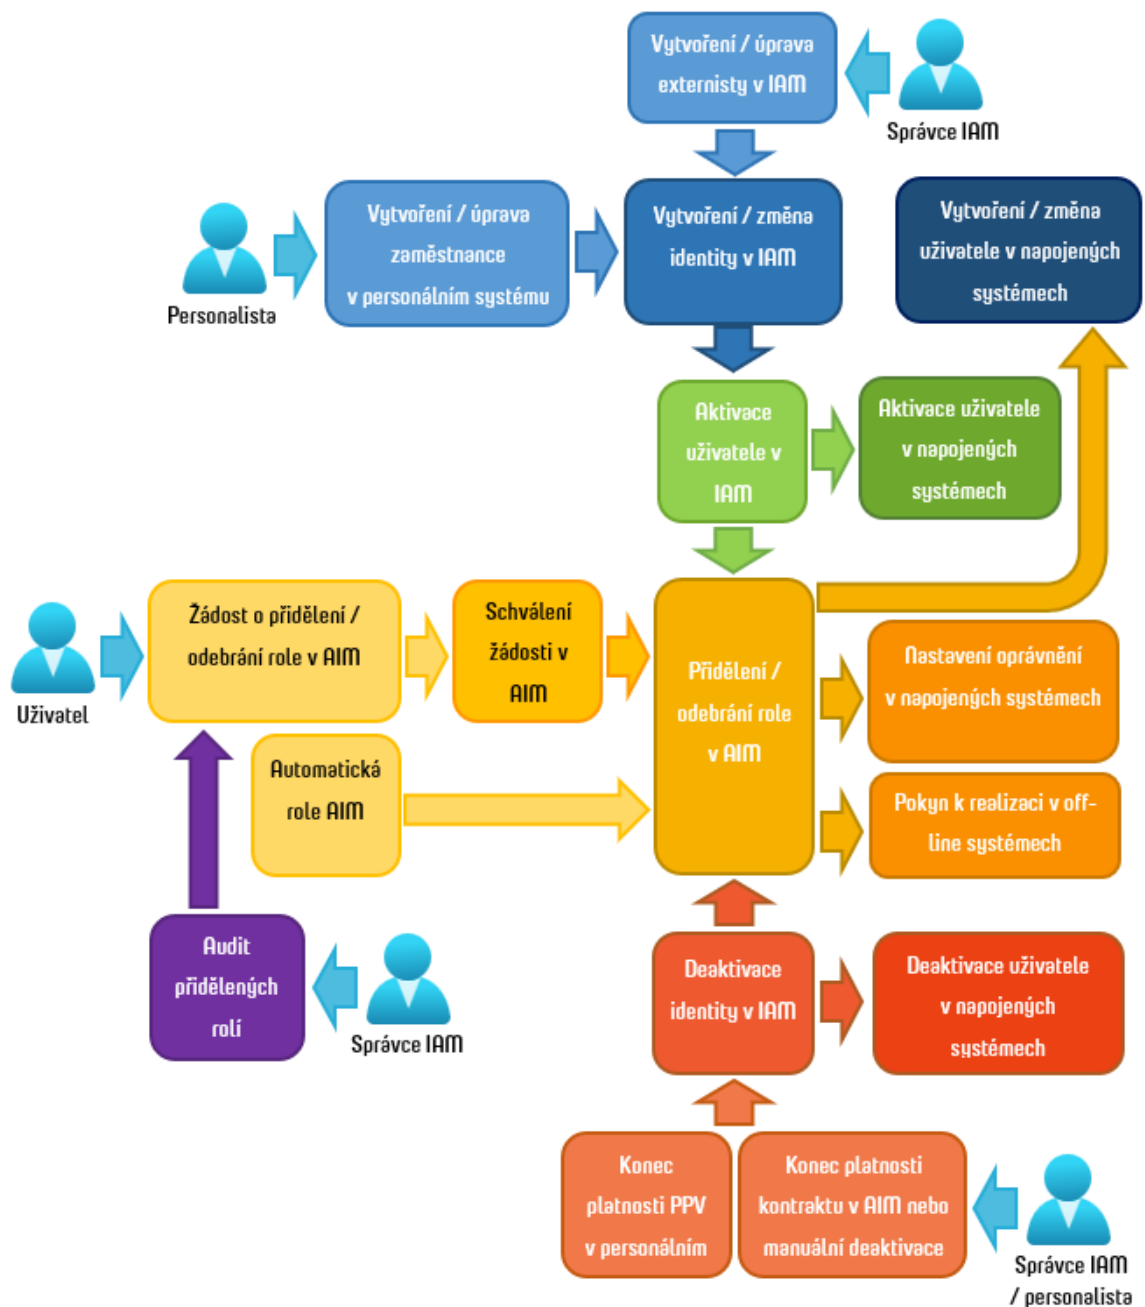 Vytvoření / úprava
externisty v IAM
Správce IAM
Vytvoření / úprava
zaměstnance
v personálním systému
Personalista
Vytvoření / změna
identity v IAM
Vytvoření / změna
uživatele v napojených
systémech
Aktivace
uživatele v
IAM
Aktivace uživatele
v napojených
systémech
Uživatel
Žádost o přidělení /
odebrání role v AIM
Schválení
žádosti v
AIM
Přidělení /
odebrání role
v AIM
Nastavení oprávnění
v napojených systémech
Automatická
role AIM
Pokyn k realizaci v off-
line systémech
Audit
přidělených
rolí
Správce IAM
Deaktivace
identity v IAM
Deaktivace uživatele
v napojených
systémech
Konec
platnosti PPV
v personálním
Konec platnosti
kontraktu v AIM nebo
manuální deaktivace
Správce IAM
/ personalista